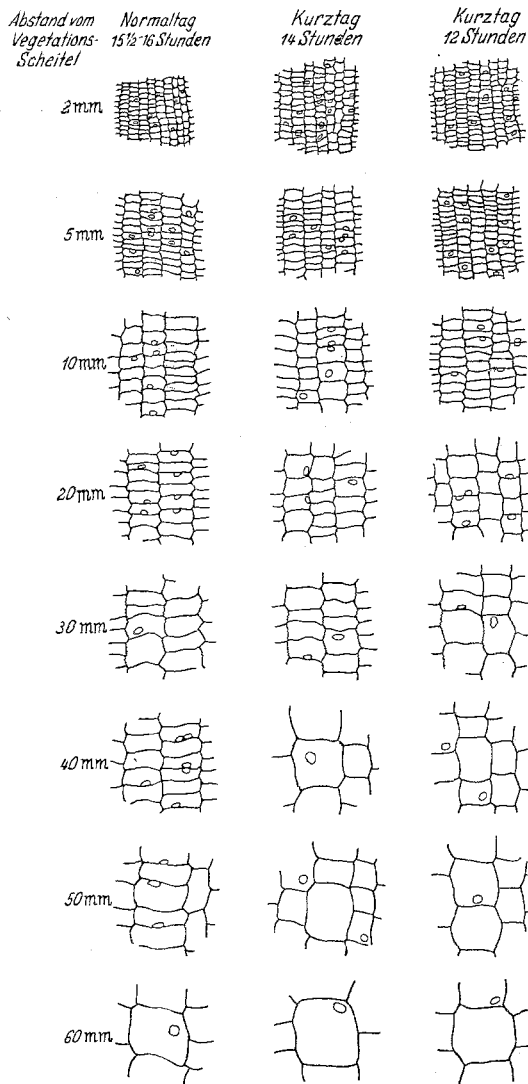 Abstand vom
Vegetations-
Scheitel
Normaltag
15½-16 Stunden
Kurztag
14 Stunden
Kurztag
12 Stunden
2 mm
5 mm
10 mm
20 mm
30 mm
40 mm
50 mm
60 mm